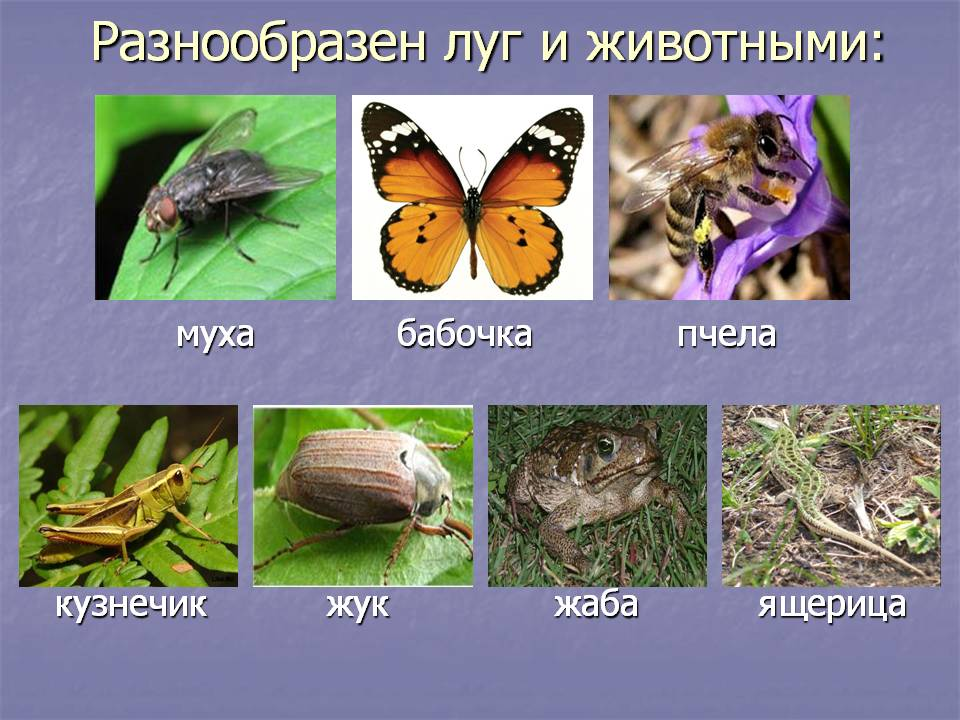 Разнообразен луг и животными:
муха бабочка пчела
кузнечик жук жаба ящерица